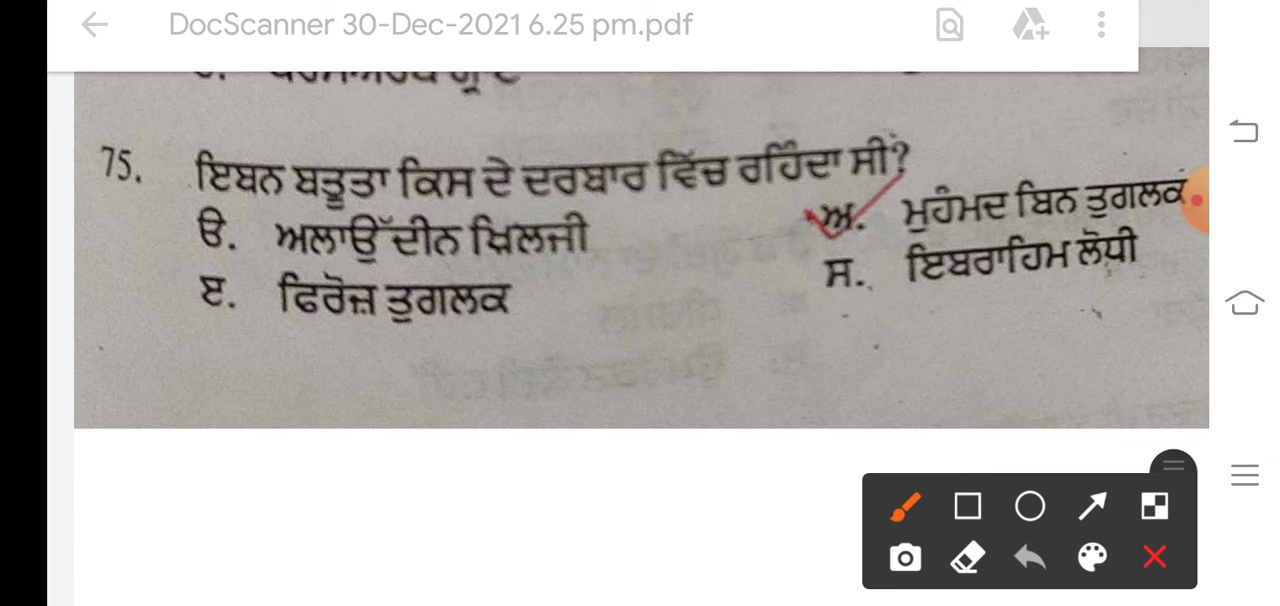 DocScanner 30-Dec-2021 6.25 pm.pdf
75. ਇਬਨ ਬਤੂਤਾ ਕਿਸ ਦੇ ਦਰਬਾਰ ਵਿੱਚ ਰਹਿੰਦਾ ਸੀ?
ੳ. ਅਲਾਉੱਦੀਨ ਖ਼ਿਲਜੀ
ਅ. ਮੁਹੰਮਦ ਬਿਨ ਤੁਗਲਕ
ੲ. ਫਿਰੋਜ਼ ਤੁਗਲਕ
ਸ. ਇਬਰਾਹਿਮ ਲੋਧੀ